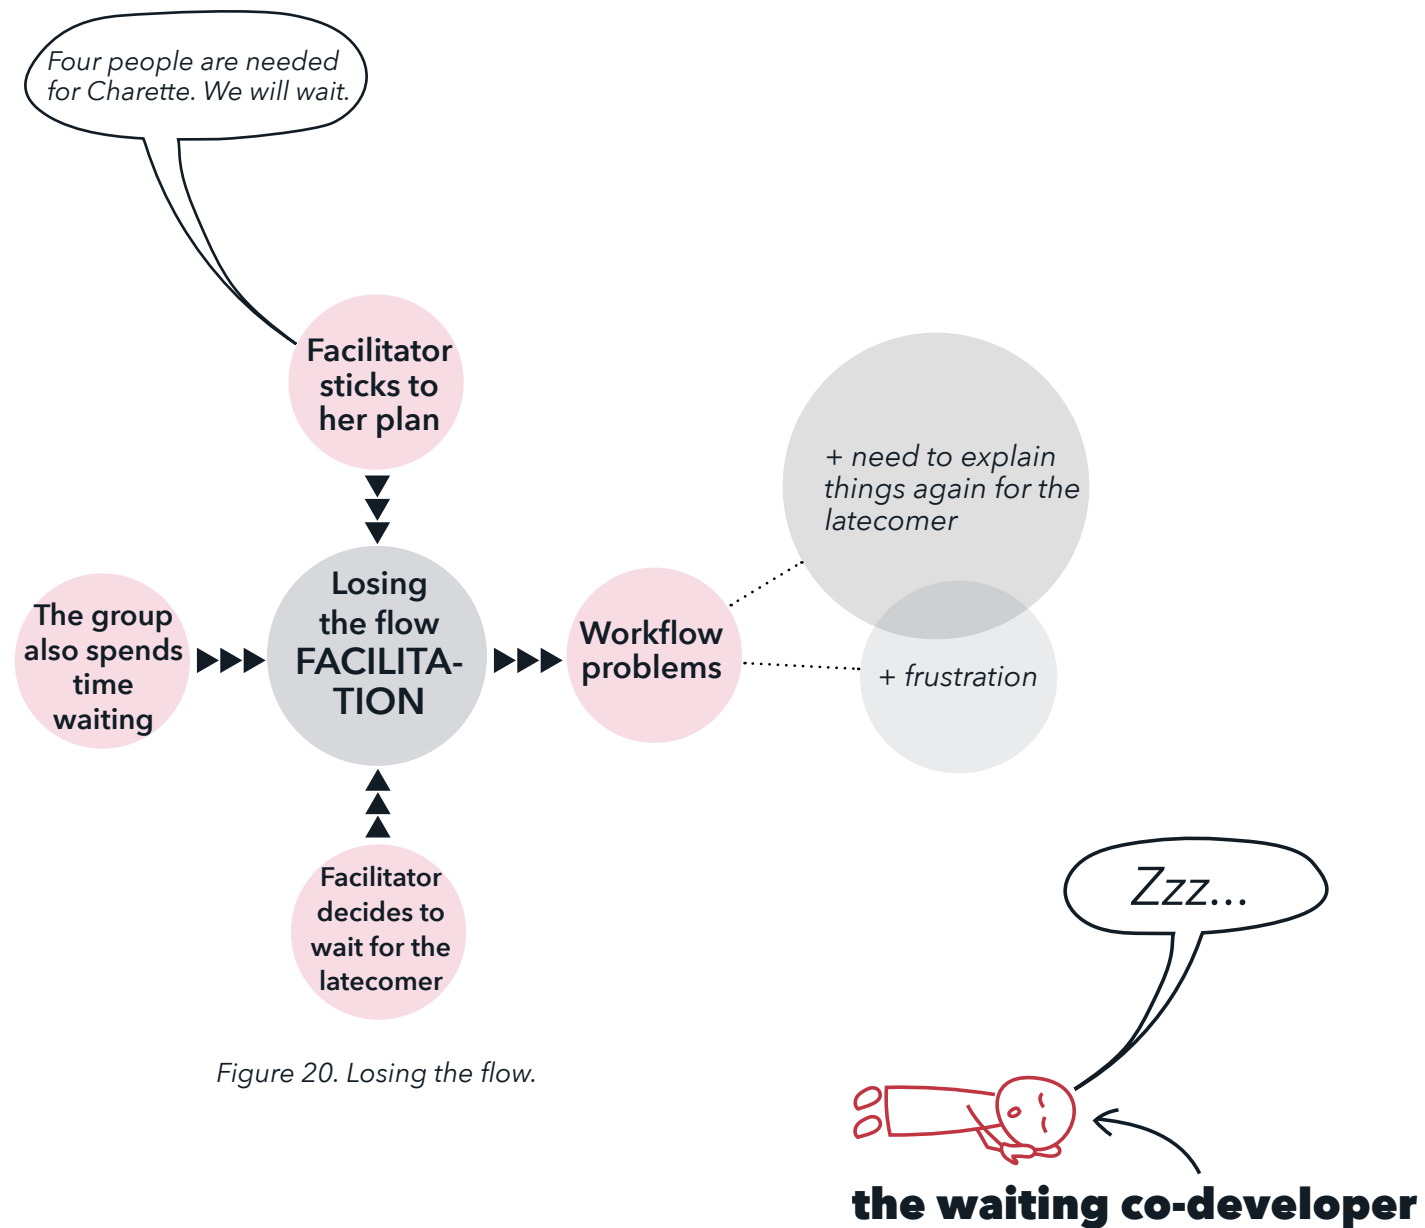 Four people are needed
for Charette. We will wait.
Facilitator
sticks to
her plan
The group
also spends
time
waiting
Losing
the flow
FACILITA-
TION
Workflow
problems
+ need to explain
things again for the
latecomer
+ frustration
Facilitator
decides to
wait for the
latecomer
Figure 20. Losing the flow.
Zzz...
the waiting co-developer